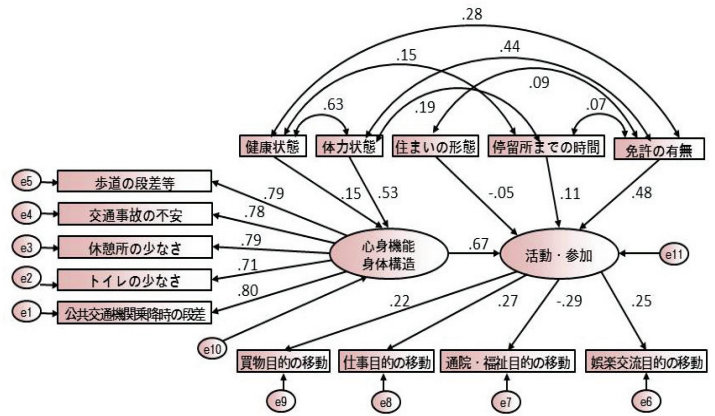 .28
.44
.15
.09
.63
.19
.07
健康状態
体力状態
住まいの形態
停留所までの時間
免許の有無
e5
歩道の段差等
.79
.15
.53
-.05
.11
.48
e4
交通事故の不安
.78
e3
休憩所の少なさ
.79
心身機能
身体構造
.67
活動・参加
e11
e2
トイレの少なさ
.71
e1
公共交通機関乗降時の段差
.80
e10
.22
.27
-.29
.25
買物目的の移動
仕事目的の移動
通院・福祉目的の移動
娯楽交流目的の移動
e9
e8
e7
e6